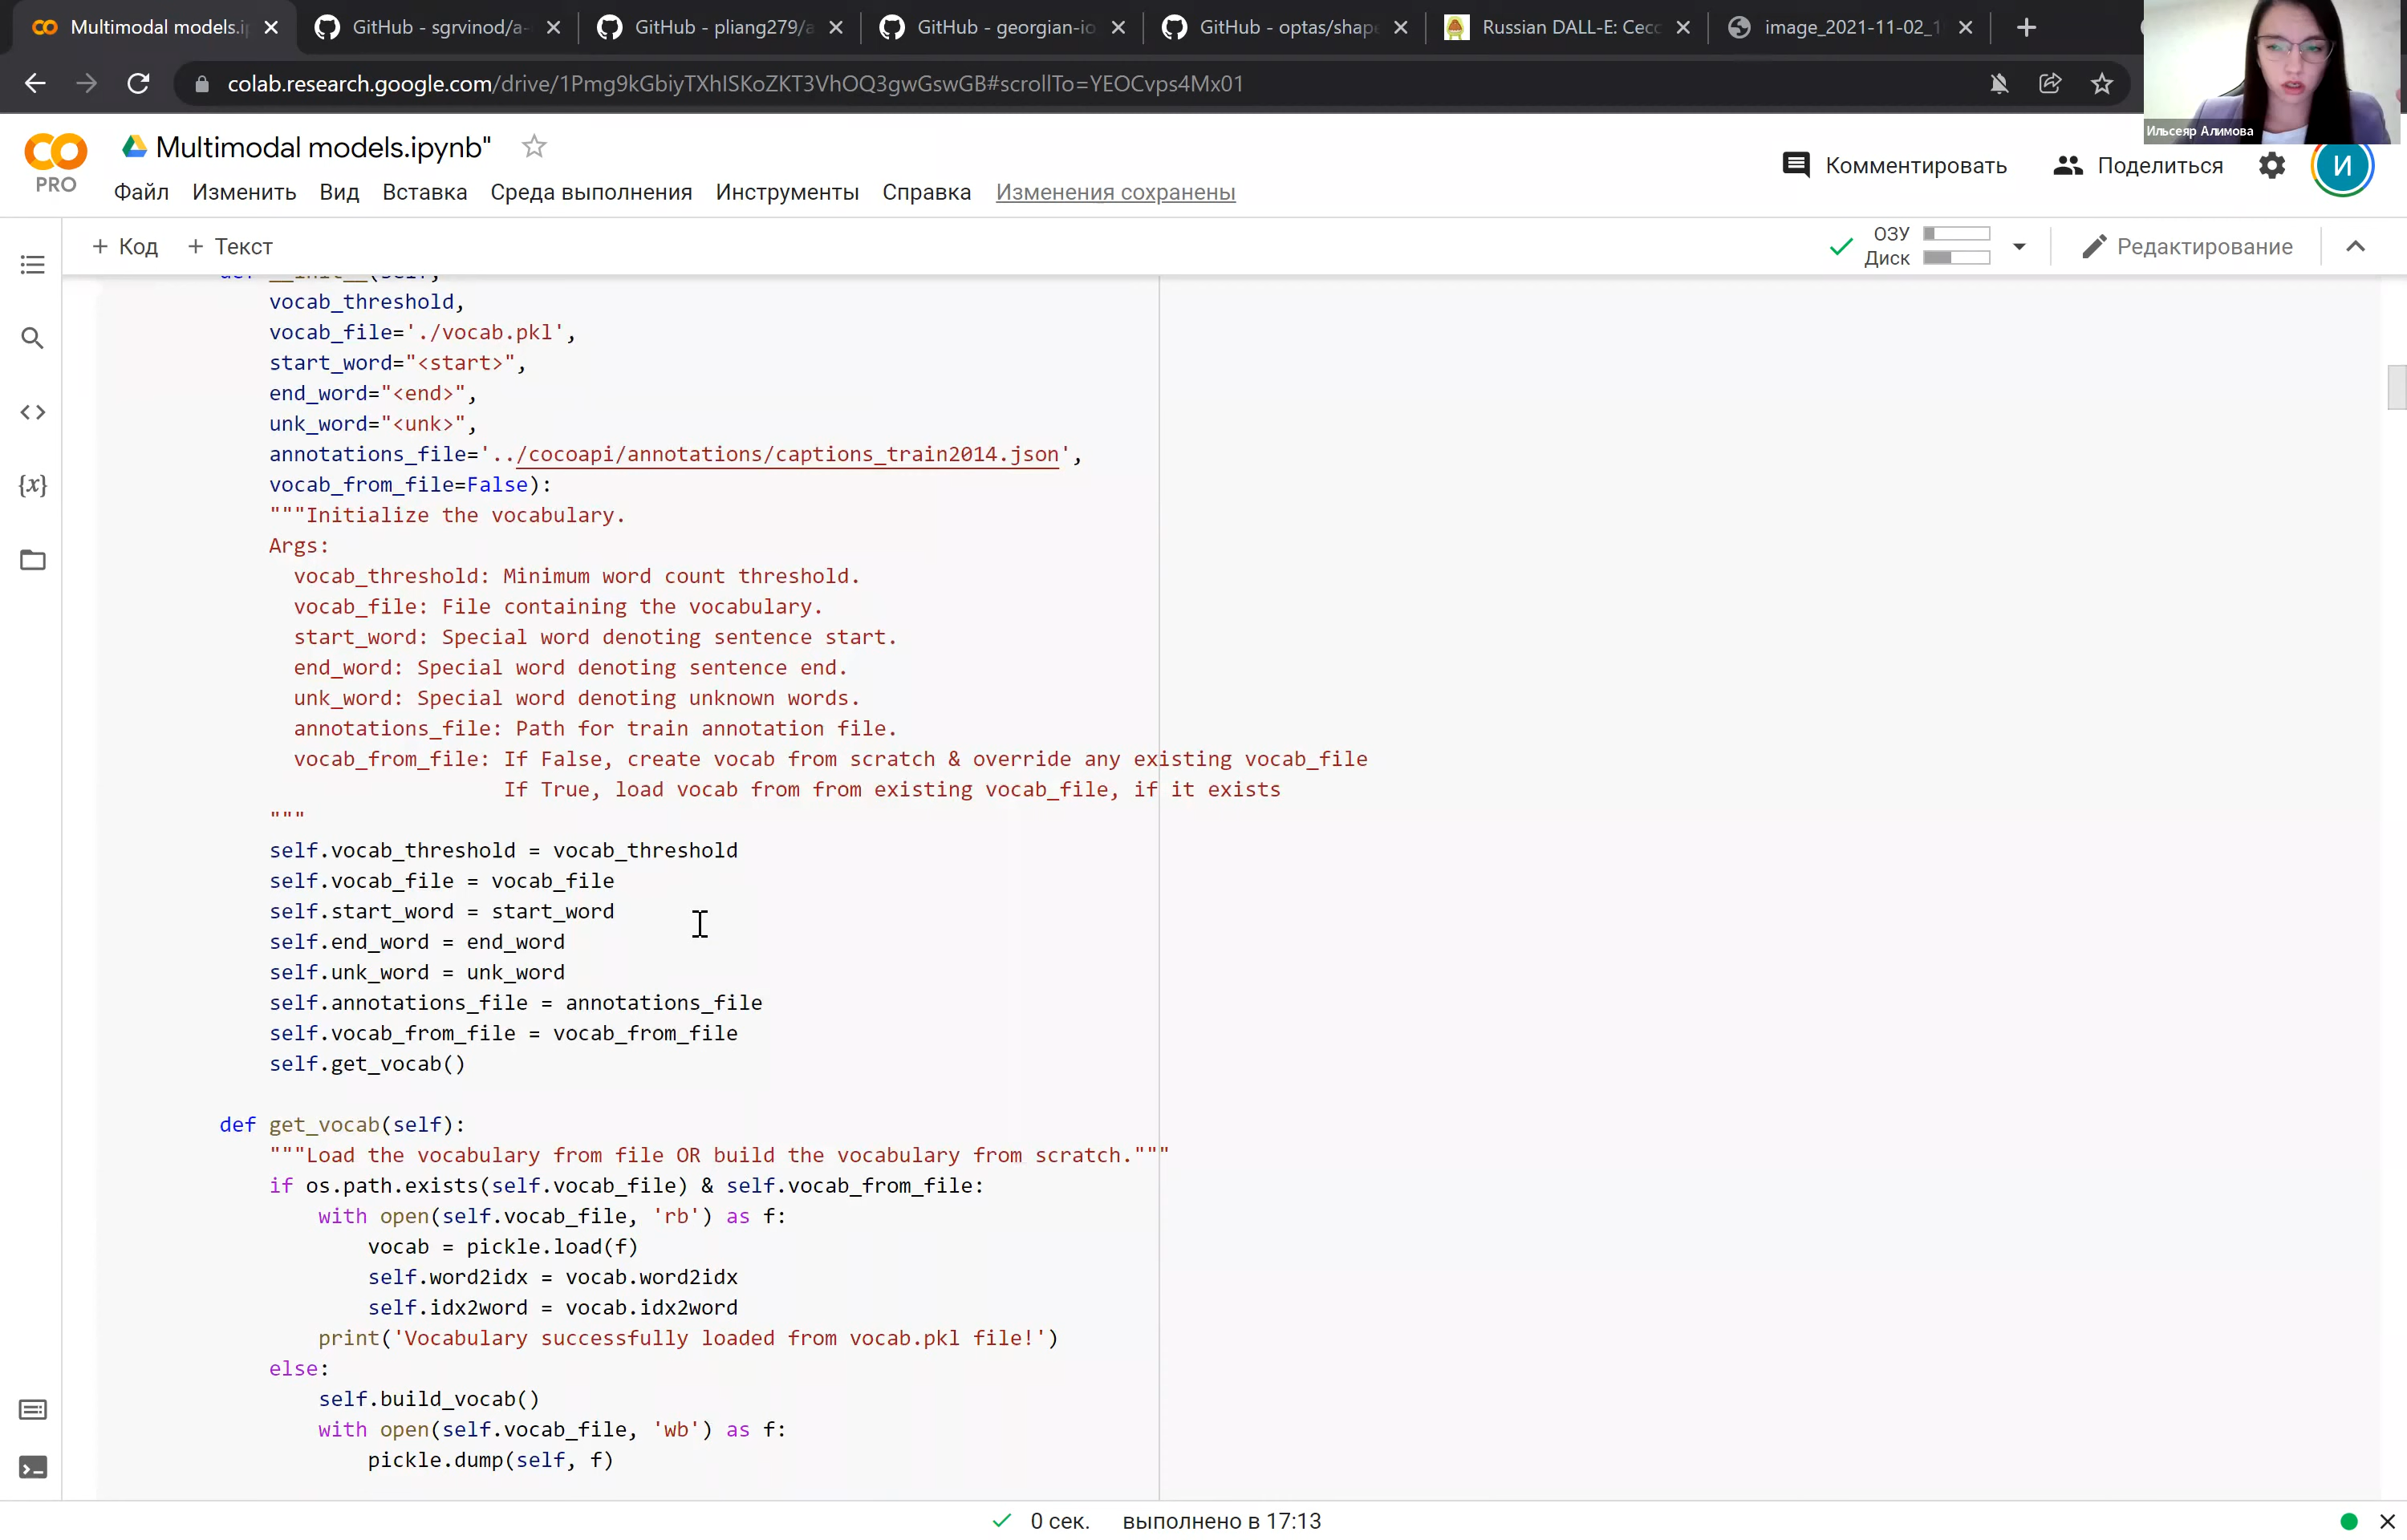 Multimodal models.i
GitHub - sgrvinod/a-
GitHub - pliang279/a
GitHub - georgian-io
GitHub - optas/shap
Russian DALL-E: Сесс
image_2021-11-02_1
colab.research.google.com/drive/1Pmg9kGbiyTXhISKoZKT3VhOQ3gwGswGB#scrollTo=YEOCvps4Mx01
Ильсеяр Алимова
PRO
Multimodal models.ipynb"
Комментировать
Поделиться
И
Файл Изменить Вид Вставка Среда выполнения Инструменты Справка Изменения сохранены
+ Код + Текст
ОЗУ
Диск
Редактирование
def __init__(self,
vocab_threshold,
vocab_file='./vocab.pkl',
start_word="<start>",
end_word="<end>",
unk_word="<unk>",
annotations_file='../cocoapi/annotations/captions_train2014.json',
vocab_from_file=False):
"""Initialize the vocabulary.
Args:
vocab_threshold: Minimum word count threshold.
vocab_file: File containing the vocabulary.
start_word: Special word denoting sentence start.
end_word: Special word denoting sentence end.
unk_word: Special word denoting unknown words.
annotations_file: Path for train annotation file.
vocab_from_file: If False, create vocab from scratch & override any existing vocab_file
If True, load vocab from from existing vocab_file, if it exists
"""
self.vocab_threshold = vocab_threshold
self.vocab_file = vocab_file
self.start_word = start_word
self.end_word = end_word
self.unk_word = unk_word
self.annotations_file = annotations_file
self.vocab_from_file = vocab_from_file
self.get_vocab()
def get_vocab(self):
"""Load the vocabulary from file OR build the vocabulary from scratch."""
if os.path.exists(self.vocab_file) & self.vocab_from_file:
with open(self.vocab_file, 'rb') as f:
vocab = pickle.load(f)
self.word2idx = vocab.word2idx
self.idx2word = vocab.idx2word
print('Vocabulary successfully loaded from vocab.pkl file!')
else:
self.build_vocab()
with open(self.vocab_file, 'wb') as f:
pickle.dump(self, f)
0 сек. выполнено в 17:13